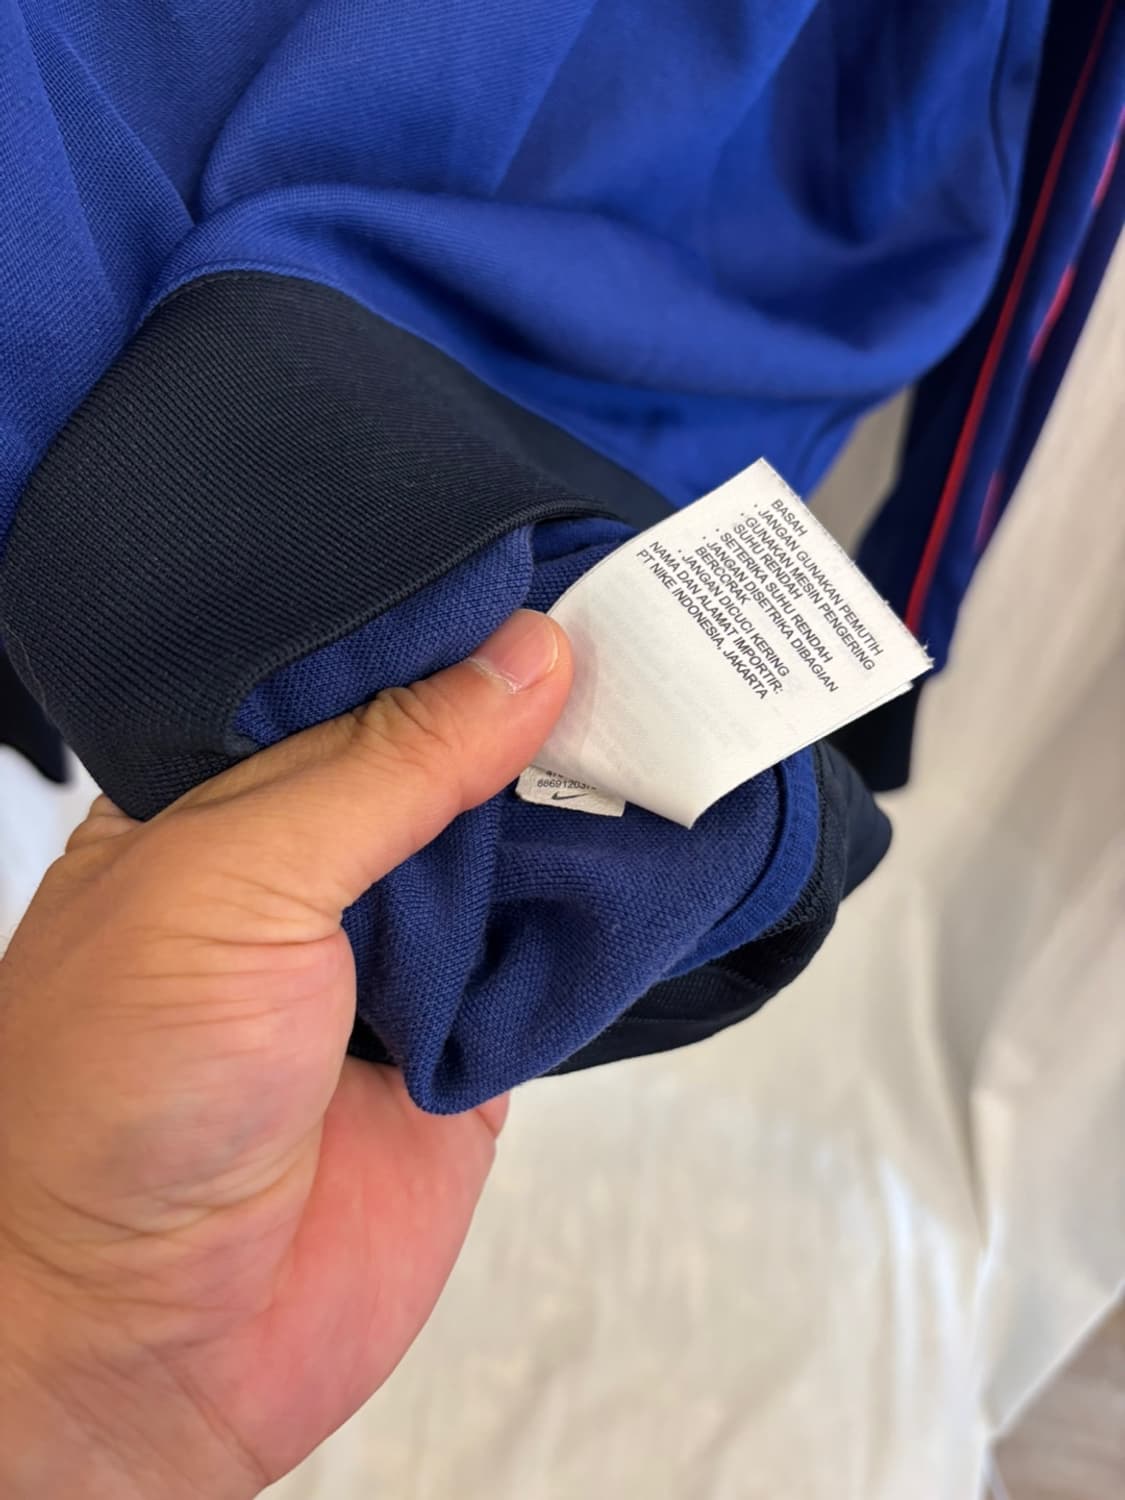 BASAH
. JANGAN GUNAKAN PEMUTIH
. GUNAKAN MESIN PENGERING
SUHU RENDAH
. SETERIKA SUHU RENDAH
. JANGAN DISETRIKA DIBAGIAN
BERCORAK
. JANGAN DICUCI KERING
NAMA DAN ALAMAT IMPORTIR:
PT NIKE INDONESIA, JAKARTA